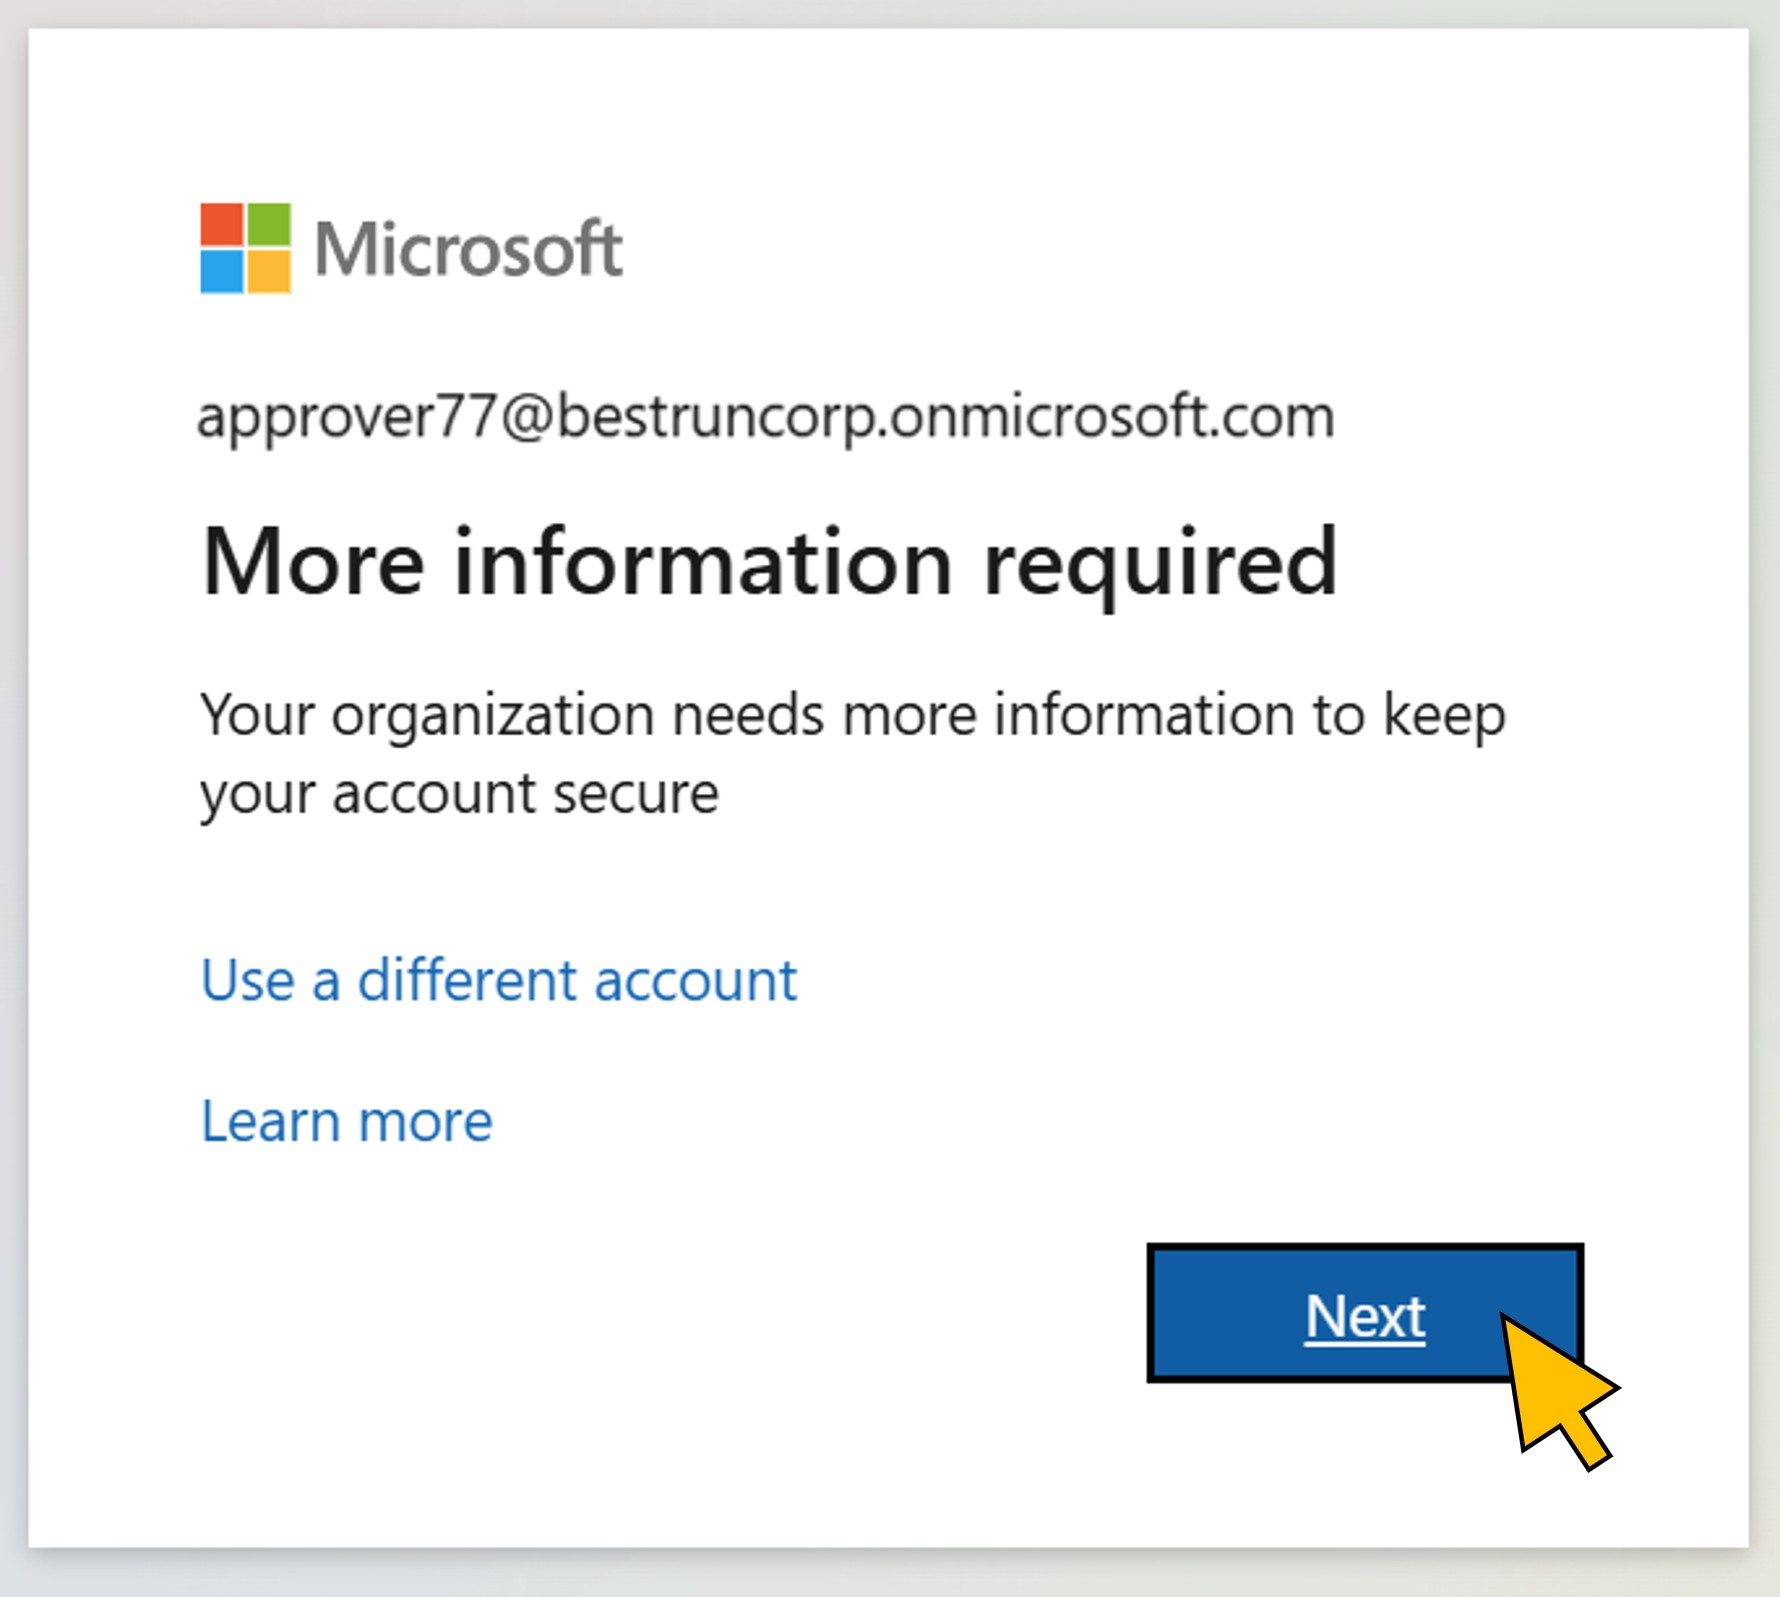 Microsoft
approver77@bestruncorp.onmicrosoft.com
More information required
Your organization needs more information to keep
your account secure
Use a different account
Learn more
Next